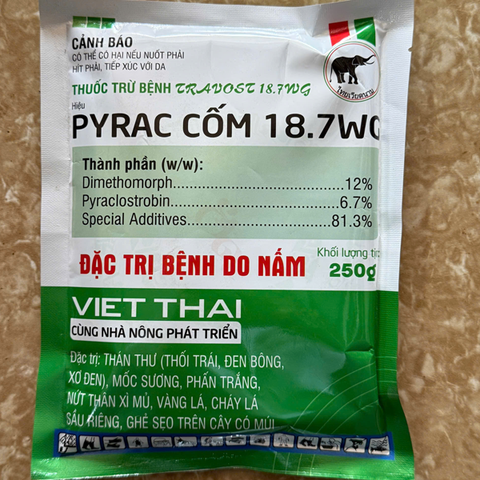 CẢNH BÁO
CÓ THỂ CÓ HẠI NẾU NUỐT PHẢI
HÍT PHẢI, TIẾP XÚC VỚI DA
THUỐC TRỪ BỆNH TRAVOST 18.7WG
Hiệu
PYRAC CỐM 18.7WG
Thành phần (w/w):
Dimethomorph..................................12%
Pyraclostrobin.................................6.7%
Special Additives...........................81.3%
ĐẶC TRỊ BỆNH DO NẤM
Khối lượng
250g
VIET THAI
CÙNG NHÀ NÔNG PHÁT TRIỂN
Đặc trị: THÁN THƯ (THỐI TRÁI, ĐEN BÔNG,
XƠ ĐEN), MỐC SƯƠNG, PHẤN TRẮNG,
NỨT THÂN XÌ MỦ, VÀNG LÁ, CHÁY LÁ
SẦU RIÊNG, GHẺ SẸO TRÊN CÂY CÓ MÚI